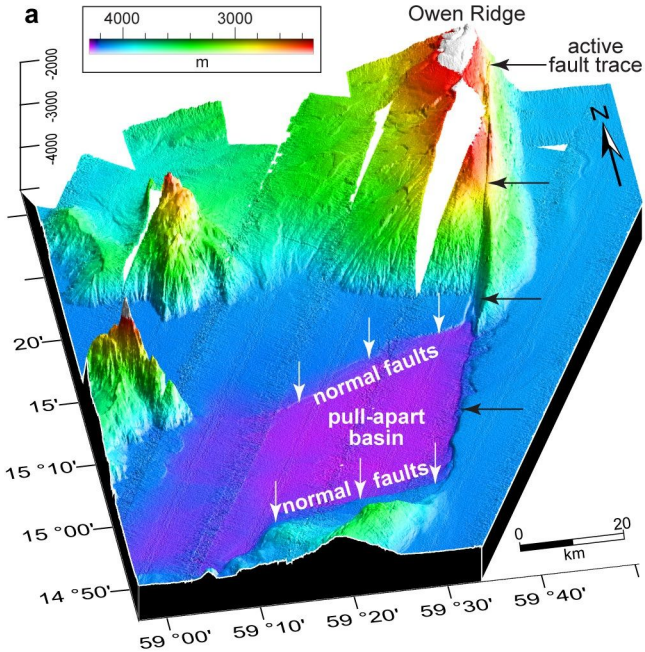 a
4000 3000
m
Owen Ridge
active
fault trace
-2000
-3000
-4000
N
20'
15'
15 °10'
15 °00'
14 °50'
normal faults
pull-apart
basin
normal faults
0 20
km
59 °00'
59 °10'
59 °20'
59 °30'
59 °40'